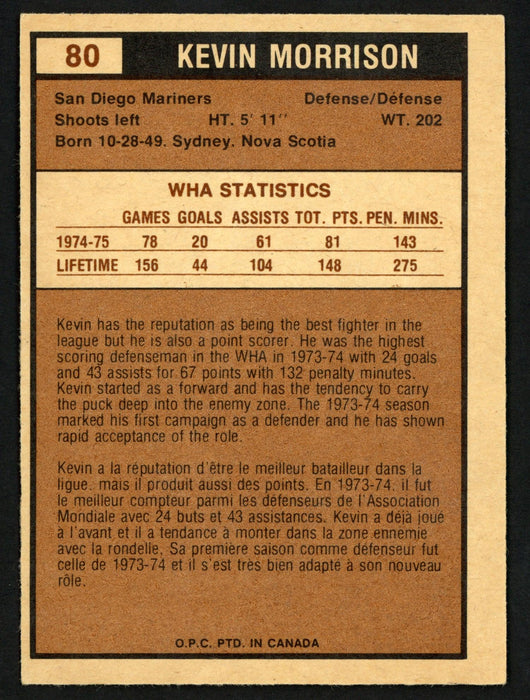 80 KEVIN MORRISON
San Diego Mariners Defense/Défense
Shoots left HT. 5' 11" WT. 202
Born 10-28-49. Sydney, Nova Scotia
WHA STATISTICS
GAMES GOALS ASSISTS TOT. PTS. PEN. MINS.
1974-75 78 20 61 81 143
LIFETIME 156 44 104 148 275
Kevin has the reputation as being the best fighter in the
league but he is also a point scorer. He was the highest
scoring defenseman in the WHA in 1973-74 with 24 goals
and 43 assists for 67 points with 132 penalty minutes.
Kevin started as a forward and has the tendency to carry
the puck deep into the enemy zone. The 1973-74 season
marked his first campaign as a defender and he has shown
rapid acceptance of the role.
Kevin a la réputation d'être le meilleur batailleur dans la
ligue, mais il produit aussi des points. En 1973-74, il fut
le meilleur compteur parmi les défenseurs de l'Association
Mondiale avec 24 buts et 43 assistances. Kevin a déjà joué
à l'avant et il a tendance à monter dans la zone ennemie
avec la rondelle. Sa première saison comme défenseur fut
celle de 1973-74 et il s'est très bien adapté à son nouveau
rôle.
O.P.C. PTD. IN CANADA